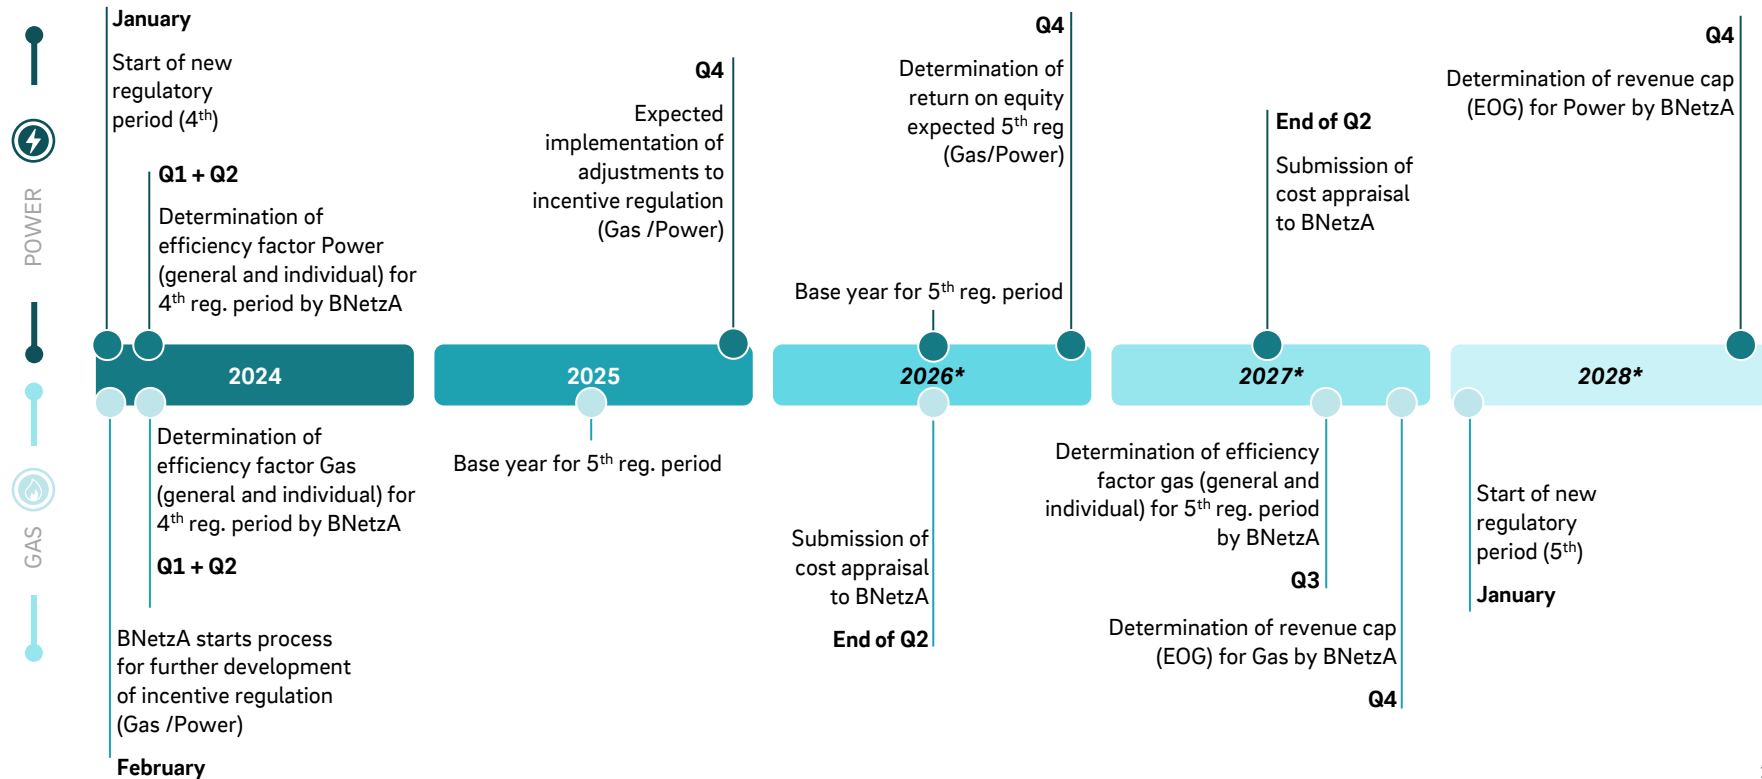 January
Start of new
regulatory
period (4th)
Q1 + Q2
Determination of
efficiency factor Power
(general and individual) for
4th reg. period by BNetzA
Q4
Expected
implementation of
adjustments to
incentive regulation
(Gas /Power)
Q4
Determination of
return on equity
expected 5th reg
(Gas/Power)
Base year for 5th reg. period
End of Q2
Submission of
cost appraisal
to BNetzA
Q4
Determination of revenue cap
(EOG) for Power by BNetzA
POWER
2024
2025
2026*
2027*
2028*
GAS
Determination of
efficiency factor Gas
(general and individual) for
4th reg. period by BNetzA
Q1 + Q2
BNetzA starts process
for further development
of incentive regulation
(Gas /Power)
February
Base year for 5th reg. period
Submission of
cost appraisal
to BNetzA
End of Q2
Determination of efficiency
factor gas (general and
individual) for 5th reg. period
by BNetzA
Q3
Determination of revenue cap
(EOG) for Gas by BNetzA
Q4
Start of new
regulatory
period (5th)
January